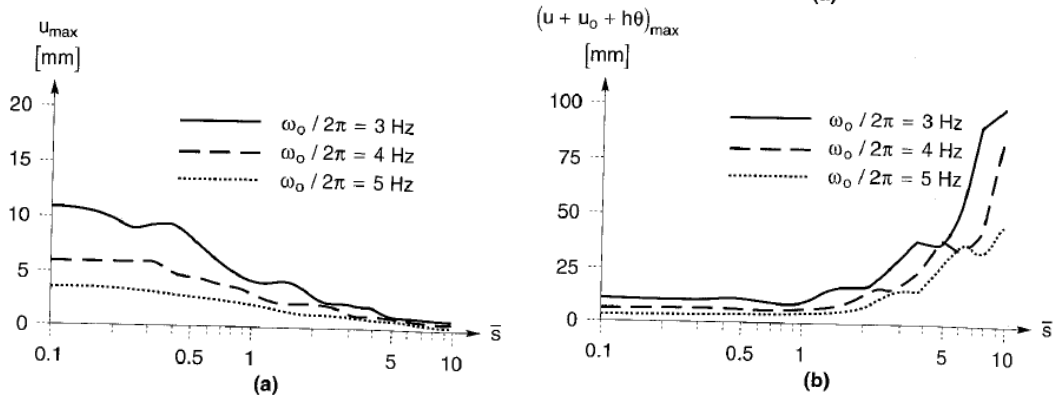 u_max
[mm]
20
15
10
5
0
ω_o / 2π = 3 Hz
ω_o / 2π = 4 Hz
ω_o / 2π = 5 Hz
0.1
0.5
1
5
10
s̄
(a)
(u + u_o + hθ)_max
[mm]
100
75
50
25
0
ω_o / 2π = 3 Hz
ω_o / 2π = 4 Hz
ω_o / 2π = 5 Hz
0.1
0.5
1
5
10
s̄
(b)